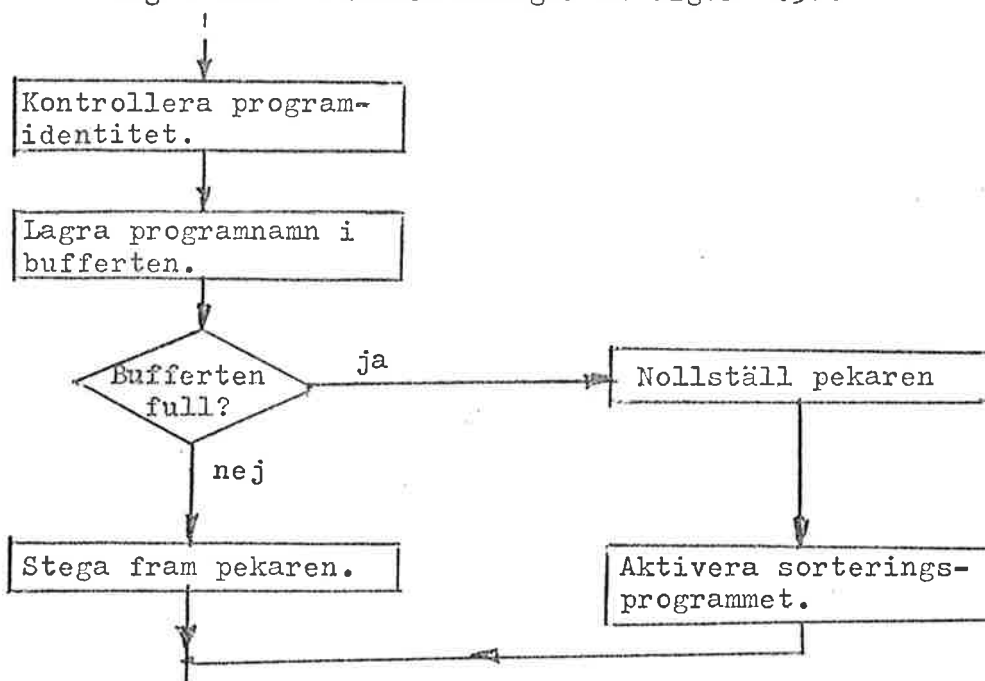 Kontrollera program-
identitet.
Lagra programnamn i
bufferten.
Bufferten
full?
ja
Nollställ pekaren
nej
Stega fram pekaren.
Aktivera sorterings-
programmet.